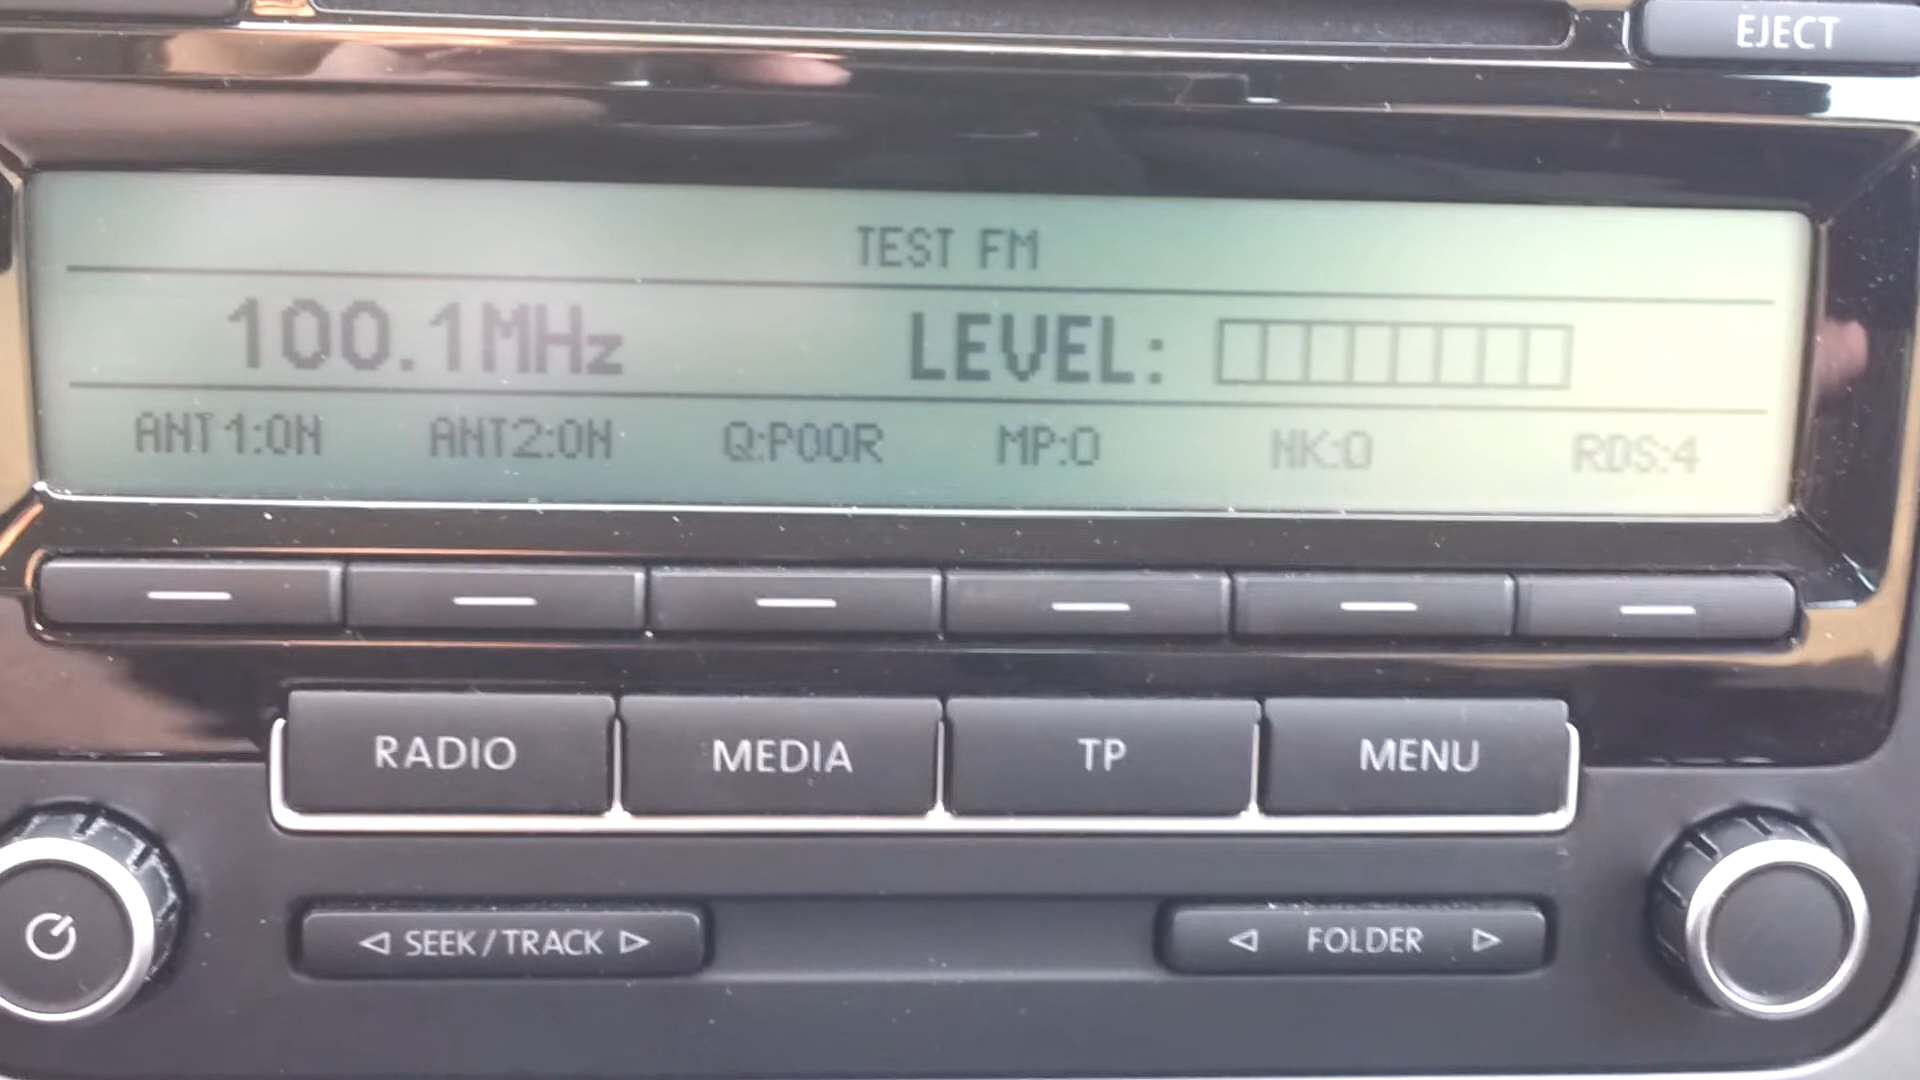 EJECT
TEST FM
100.1MHz LEVEL:
ANT1:ON ANT2:ON Q:POOR MP:0 NK:0 RDS:4
RADIO MEDIA TP MENU
SEEK/TRACK FOLDER